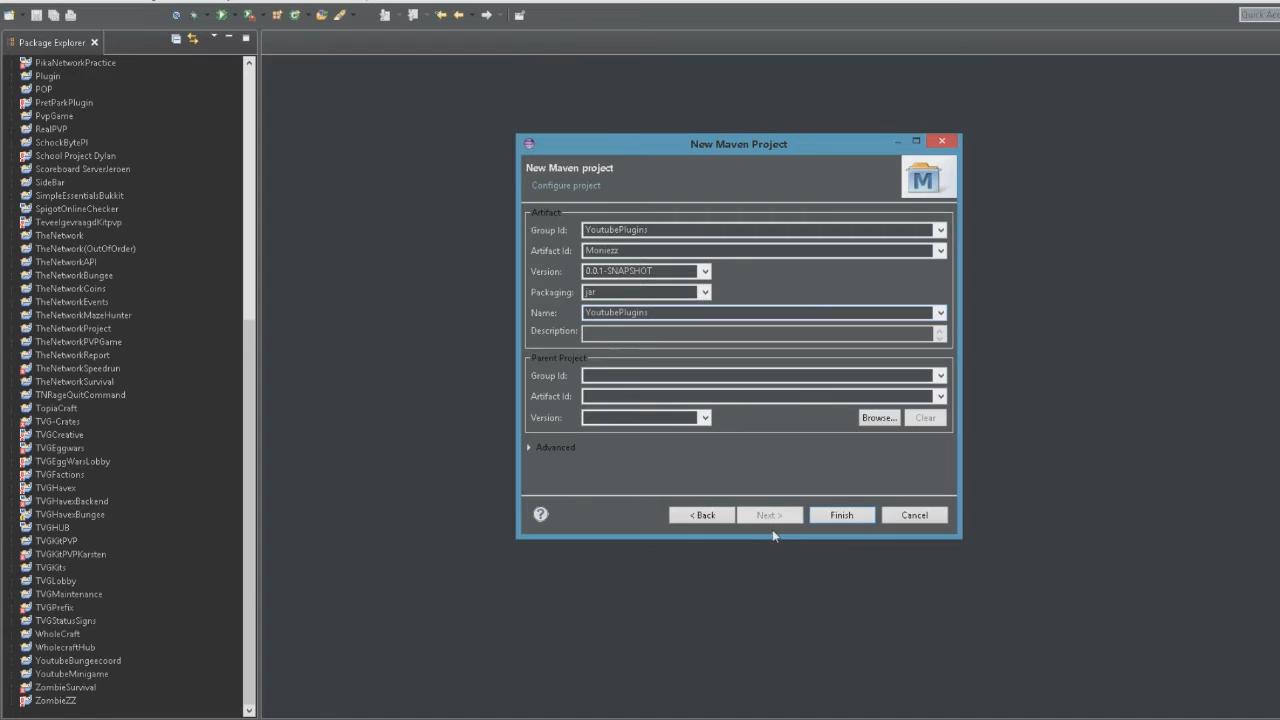 Quick Acc
Package Explorer
PikaNetworkPractice
Plugin
POP
PretParkPlugin
PvpGame
RealPVP
SchockBytePl
School Project Dylan
Scoreboard ServerJeroen
SideBar
SimpleEssentialsBukkit
SpigotOnlineChecker
TeveelgevraagdKitpvp
TheNetwork
TheNetwork(OutOfOrder)
TheNetworkAPI
TheNetworkBungee
TheNetworkCoins
TheNetworkEvents
TheNetworkMazeHunter
TheNetworkProject
TheNetworkPVPGame
TheNetworkReport
TheNetworkSpeedrun
TheNetworkSurvival
TNRageQuitCommand
TopiaCraft
TVG-Crates
TVGCreative
TVGEggwars
TVGEggWarsLobby
TVGFactions
TVGHavex
TVGHavexBackend
TVGHavexBungee
TVGHUB
TVGKitPVP
TVGKitPVPKarsten
TVGKits
TVGLobby
TVGMaintenance
TVGPrefix
TVGStatusSigns
WholeCraft
WholecraftHub
YoutubeBungeecoord
YoutubeMinigame
ZombieSurvival
ZombieZZ
New Maven Project
New Maven project
Configure project
M
Artifact
Group Id: YoutubePlugins
Artifact Id: Moniezz
Version: 0.0.1-SNAPSHOT
Packaging: jar
Name: YoutubePlugins
Description:
Parent Project
Group Id:
Artifact Id:
Version:
Browse... Clear
Advanced
? < Back Next > Finish Cancel